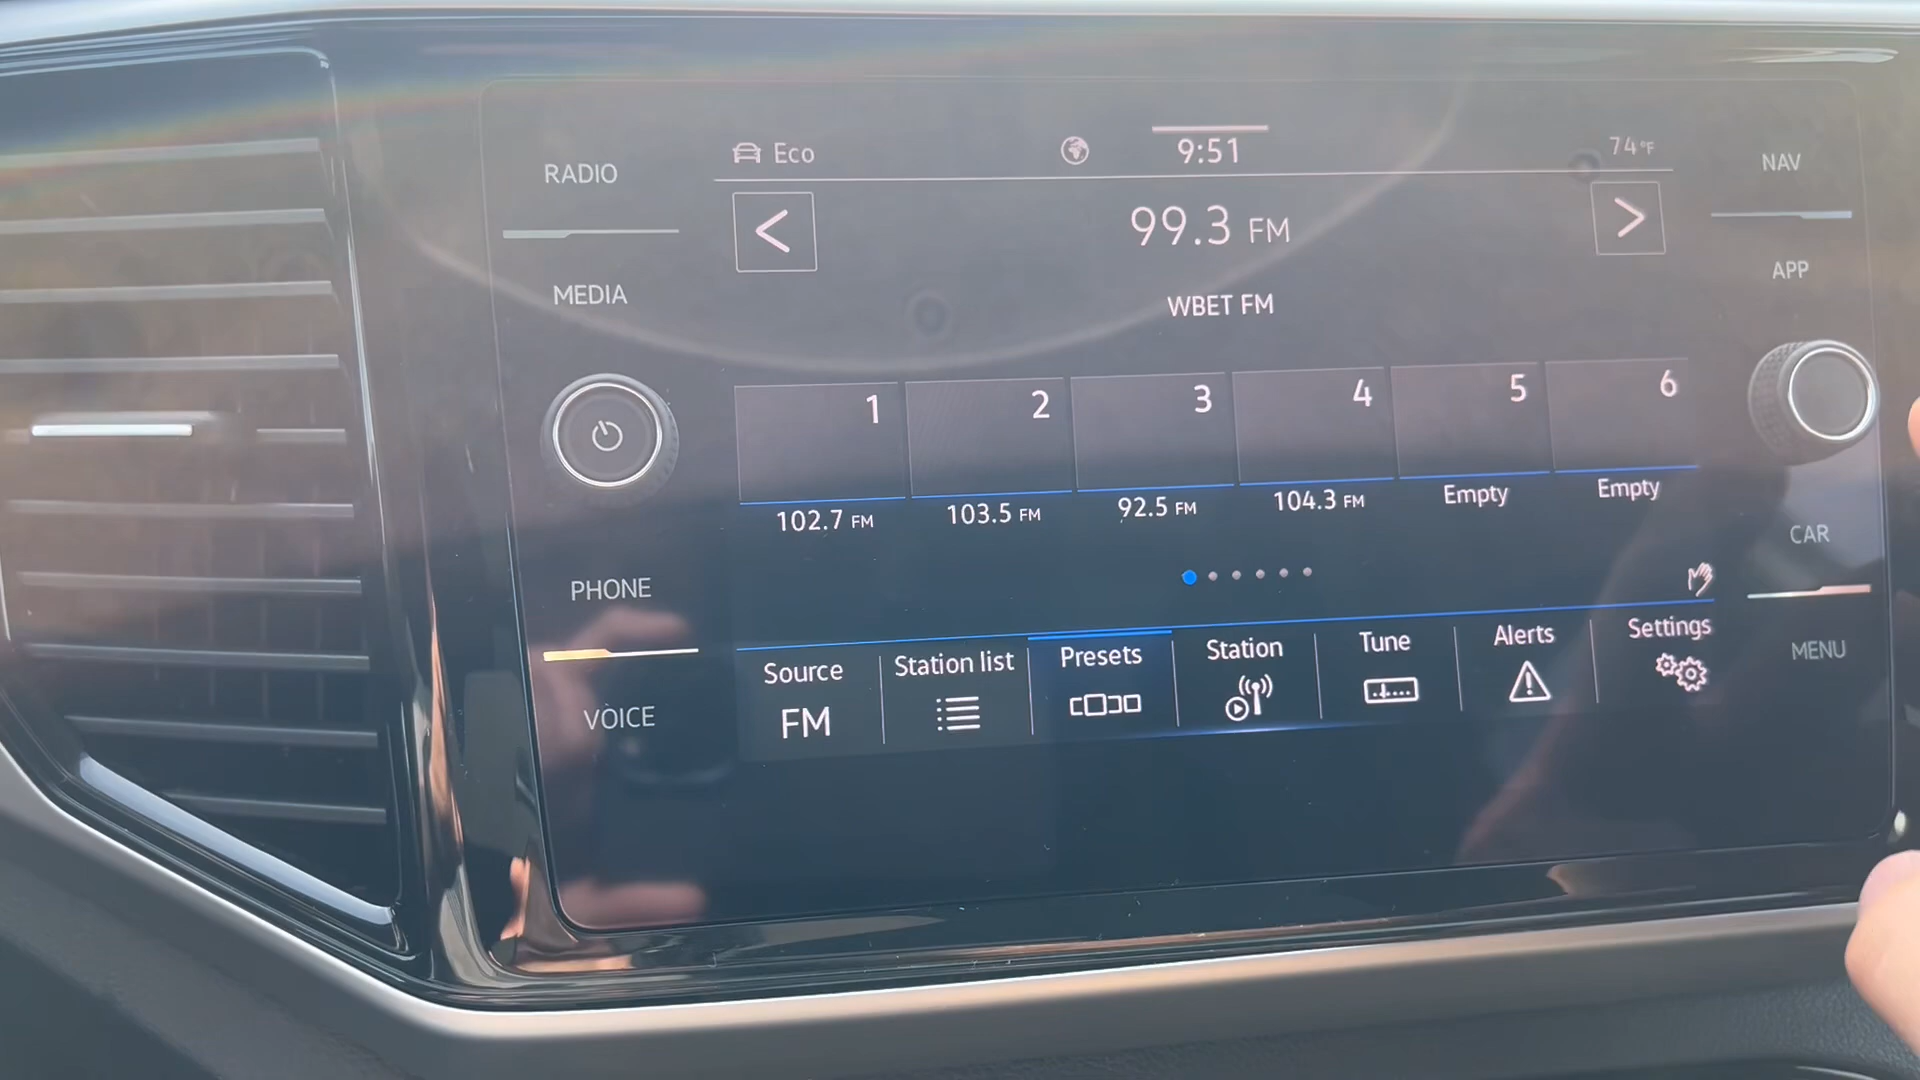 RADIO
MEDIA
PHONE
VOICE
Eco
9:51
74°F
99.3 FM
WBET FM
1
2
3
4
5
6
102.7 FM
103.5 FM
92.5 FM
104.3 FM
Empty
Empty
Source
FM
Station list
Presets
Station
Tune
Alerts
Settings
NAV
APP
CAR
MENU